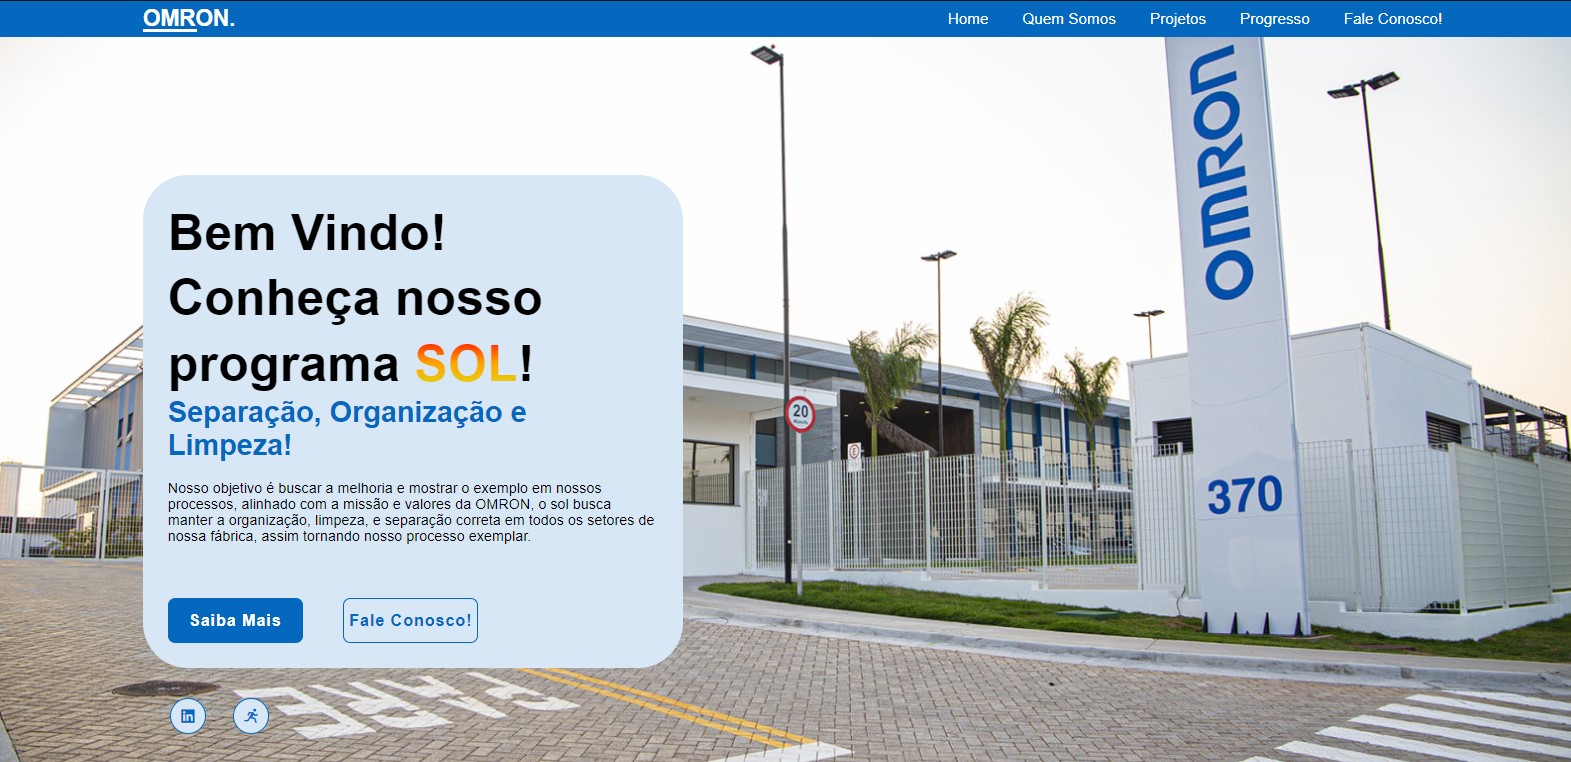 OMRON.
Home Quem Somos Projetos Progresso Fale Conosco!
OMRON
Bem Vindo!
Conheça nosso
programa SOL!
Separação, Organização e
Limpeza!
Nosso objetivo é buscar a melhoria e mostrar o exemplo em nossos
processos, alinhado com a missão e valores da OMRON, o sol busca
manter a organização, limpeza, e separação correta em todos os setores de
nossa fábrica, assim tornando nosso processo exemplar.
Saiba Mais
Fale Conosco!
20
E
370
in